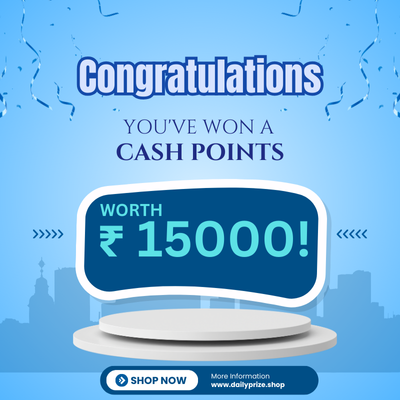 Congratulations
YOU'VE WON A
CASH POINTS
WORTH
₹ 15000!
SHOP NOW
More Information
www.dailyprize.shop